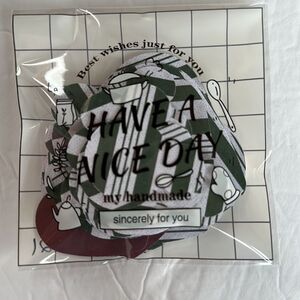 Best wishes just for you
HAVE A
NICE DAY
my/handmade
sincerely for you